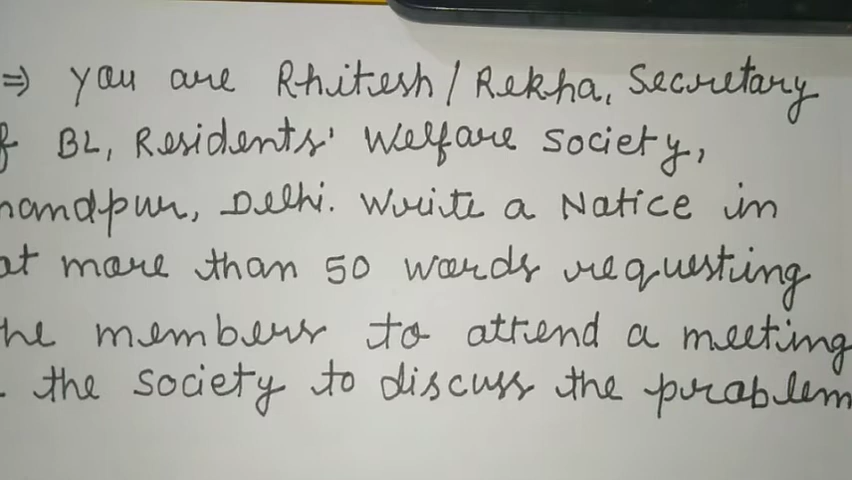 ⇒ You are Rhitesh / Rekha, Secretary
BL, Residents' Welfare Society,
Delhi. Write a Notice in
more than 50 words requesting
members to attend a meeting
the society to discuss the problem